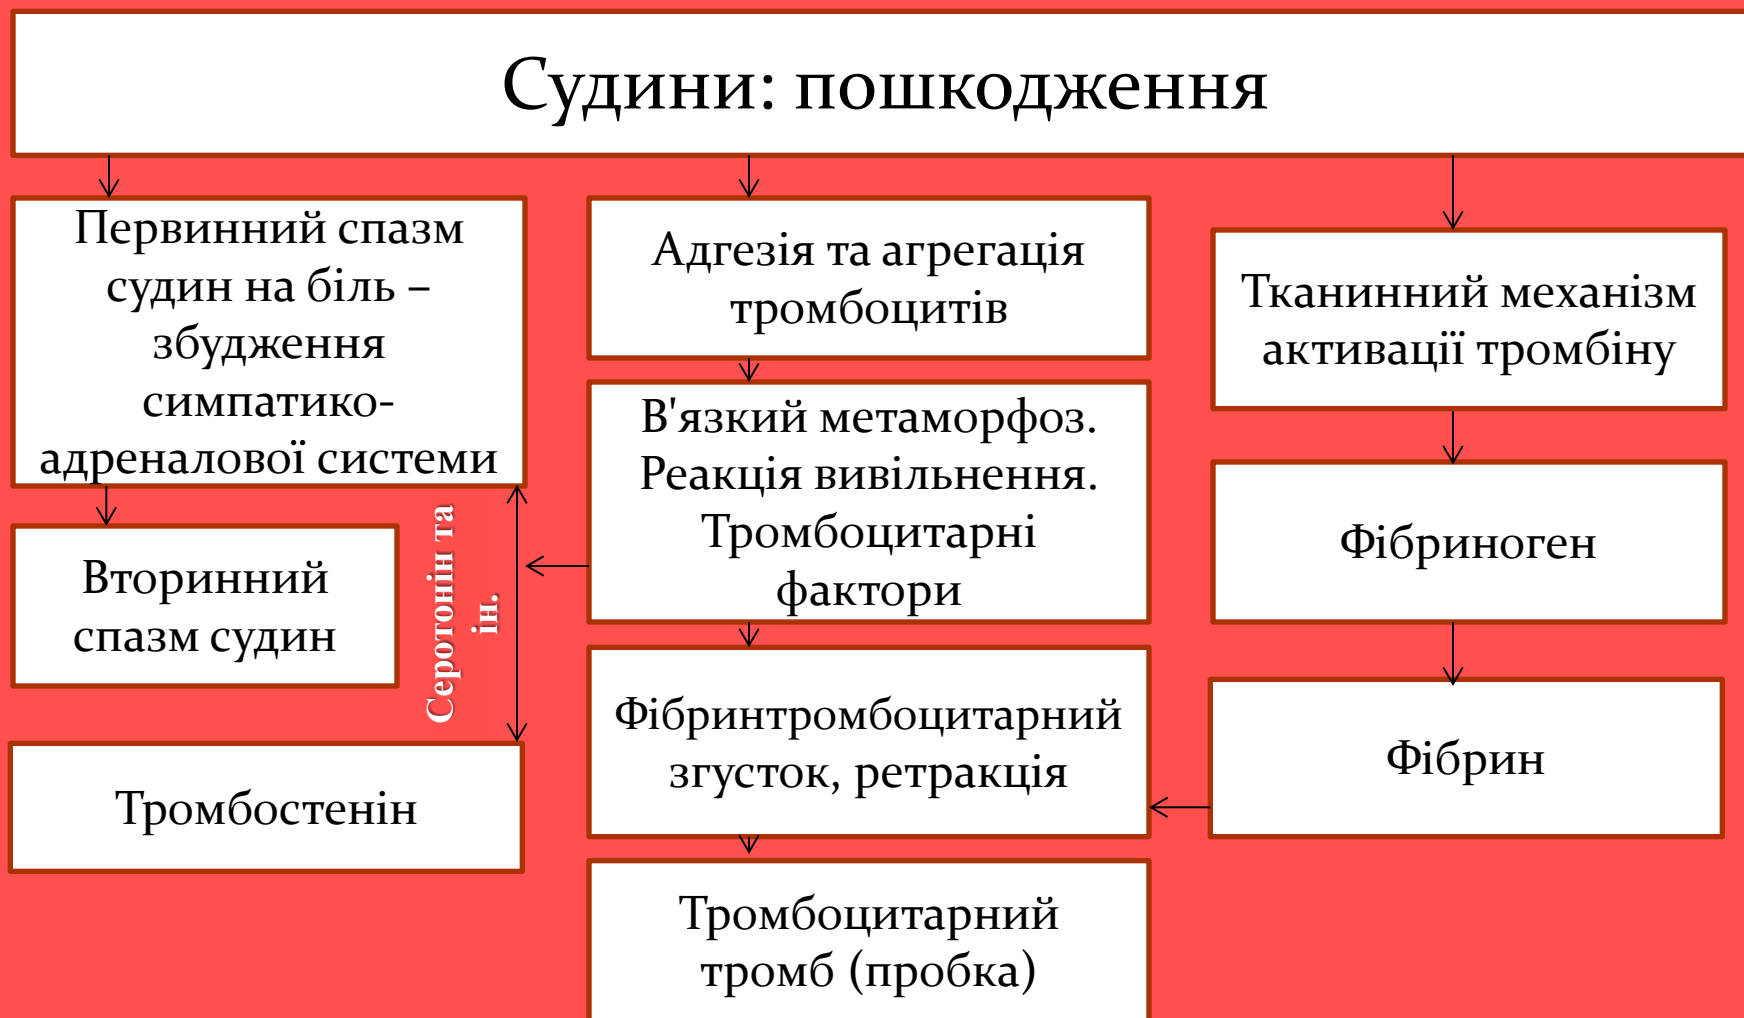 Судини: пошкодження
Первинний спазм
судин на біль –
збудження
симпатико-
адреналової системи
Вторинний
спазм судин
Серотонін та
ін.
Тромбостенін
Адгезія та агрегація
тромбоцитів
В'язкий метаморфоз.
Реакція вивільнення.
Тромбоцитарні
фактори
Фібринтромбоцитарний
згусток, ретракція
Тромбоцитарний
тромб (пробка)
Тканинний механізм
активації тромбіну
Фібриноген
Фібрин